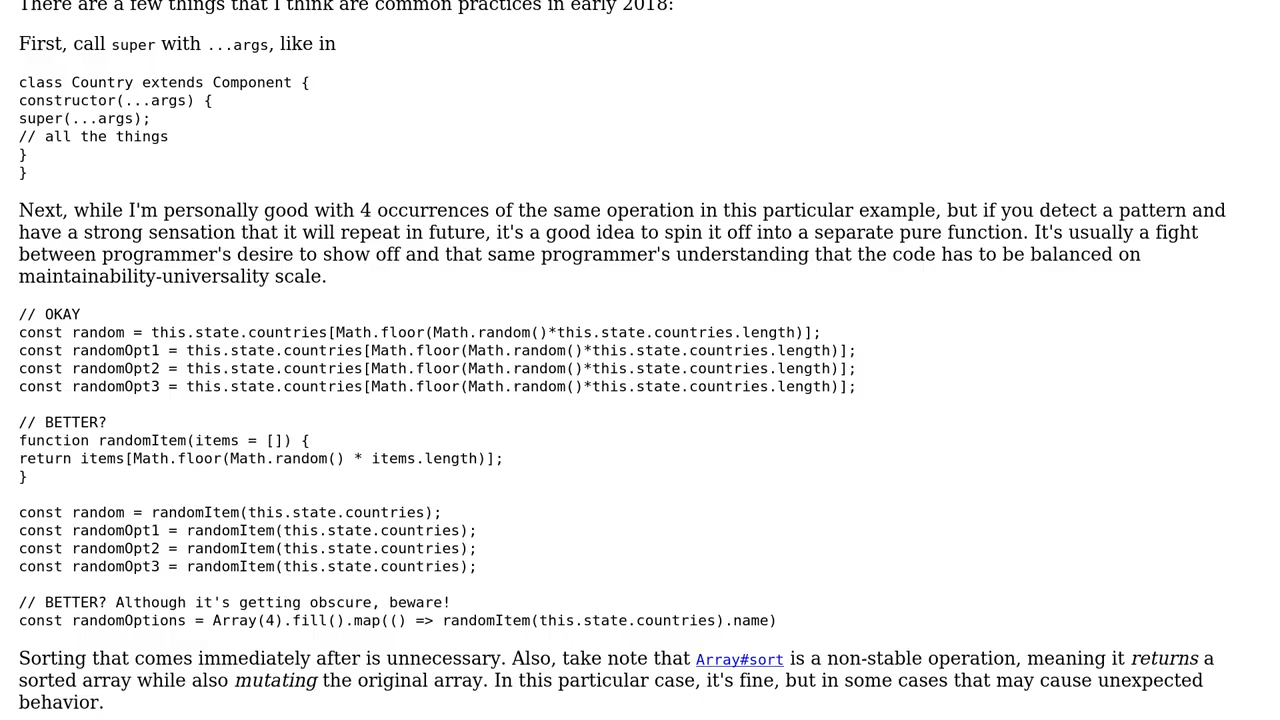 There are a few things that I think are common practices in early 2018:
First, call super with ...args, like in
class Country extends Component {
constructor(...args) {
super(...args);
// all the things
}
}
Next, while I'm personally good with 4 occurrences of the same operation in this particular example, but if you detect a pattern and
have a strong sensation that it will repeat in future, it's a good idea to spin it off into a separate pure function. It's usually a fight
between programmer's desire to show off and that same programmer's understanding that the code has to be balanced on
maintainability-universality scale.
// OKAY
const random = this.state.countries[Math.floor(Math.random()*this.state.countries.length)];
const randomOpt1 = this.state.countries[Math.floor(Math.random()*this.state.countries.length)];
const randomOpt2 = this.state.countries[Math.floor(Math.random()*this.state.countries.length)];
const randomOpt3 = this.state.countries[Math.floor(Math.random()*this.state.countries.length)];
// BETTER?
function randomItem(items = []) {
return items[Math.floor(Math.random() * items.length)];
}
const random = randomItem(this.state.countries);
const randomOpt1 = randomItem(this.state.countries);
const randomOpt2 = randomItem(this.state.countries);
const randomOpt3 = randomItem(this.state.countries);
// BETTER? Although it's getting obscure, beware!
const randomOptions = Array(4).fill().map(() => randomItem(this.state.countries).name)
Sorting that comes immediately after is unnecessary. Also, take note that Array#sort is a non-stable operation, meaning it returns a
sorted array while also mutating the original array. In this particular case, it's fine, but in some cases that may cause unexpected
behavior.